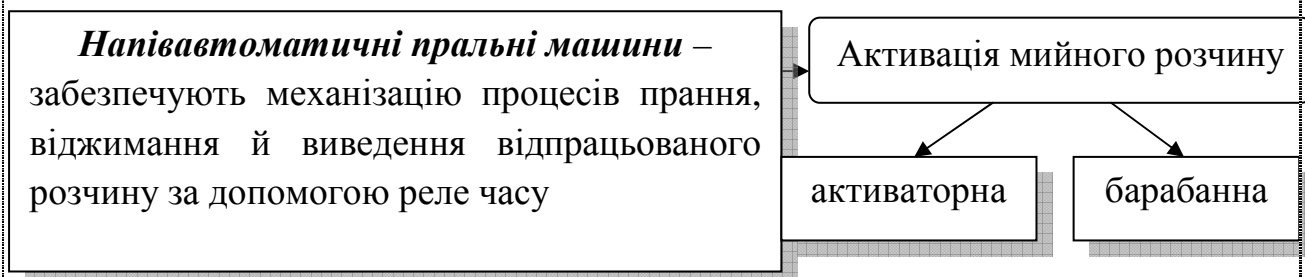 Напівавтоматичні пральні машини –
забезпечують механізацію процесів прання,
віджимання й виведення відпрацьованого
розчину за допомогою реле часу
Активація мийного розчину
активаторна
барабанна